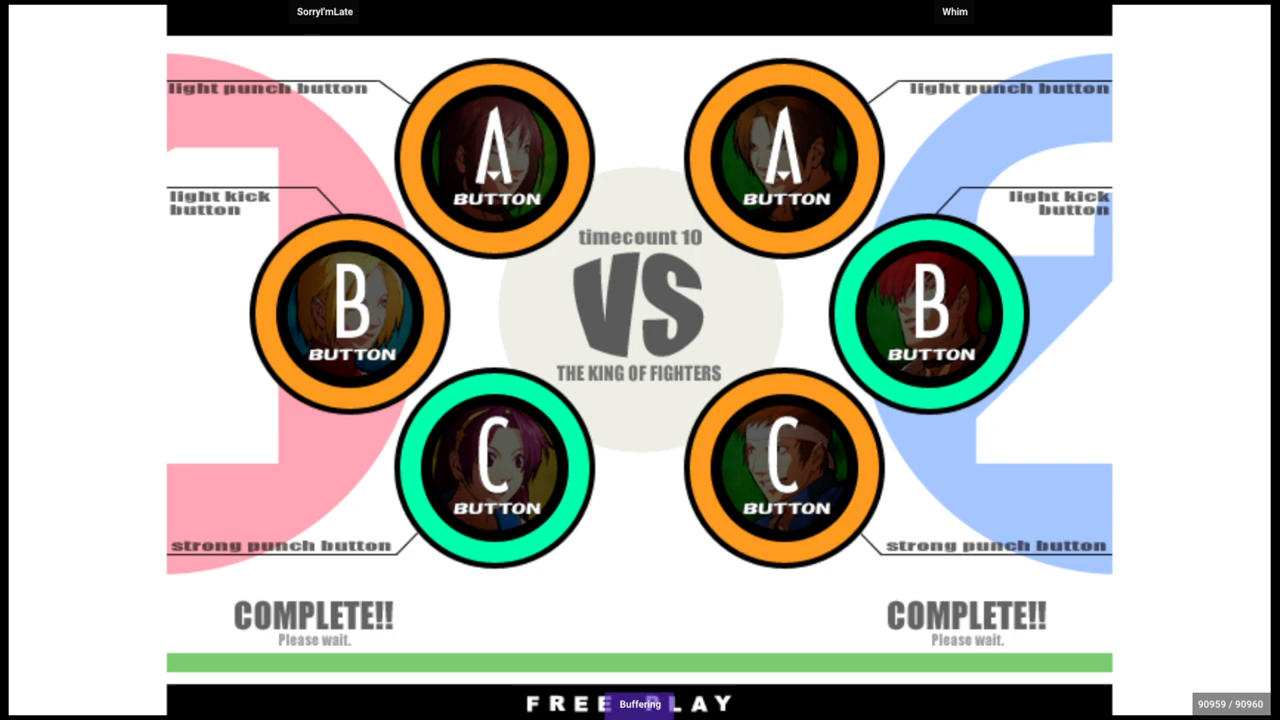 SorryI'mLate
Whim
light punch button
A
BUTTON
A
BUTTON
light punch button
light kick
button
B
BUTTON
timecount 10
VS
THE KING OF FIGHTERS
light kick
button
B
BUTTON
C
BUTTON
C
BUTTON
strong punch button
strong punch button
COMPLETE!!
Please wait.
COMPLETE!!
Please wait.
FREE PLAY
Buffering
90959 / 90960